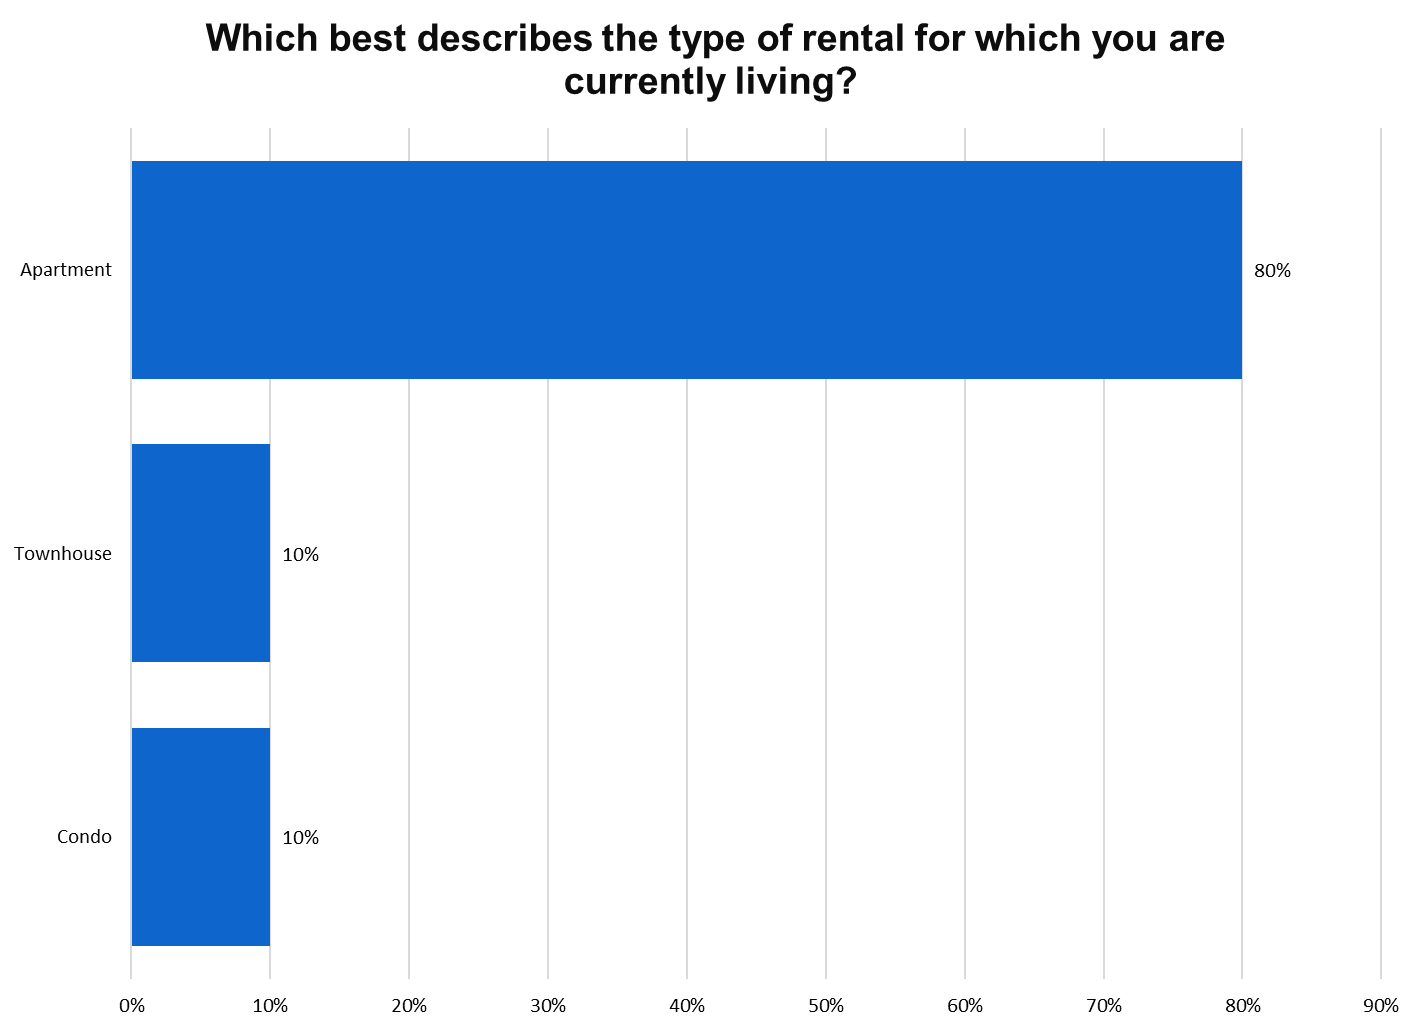 Which best describes the type of rental for which you are
currently living?
Apartment
80%
Townhouse
10%
Condo
10%
0% 10% 20% 30% 40% 50% 60% 70% 80% 90%